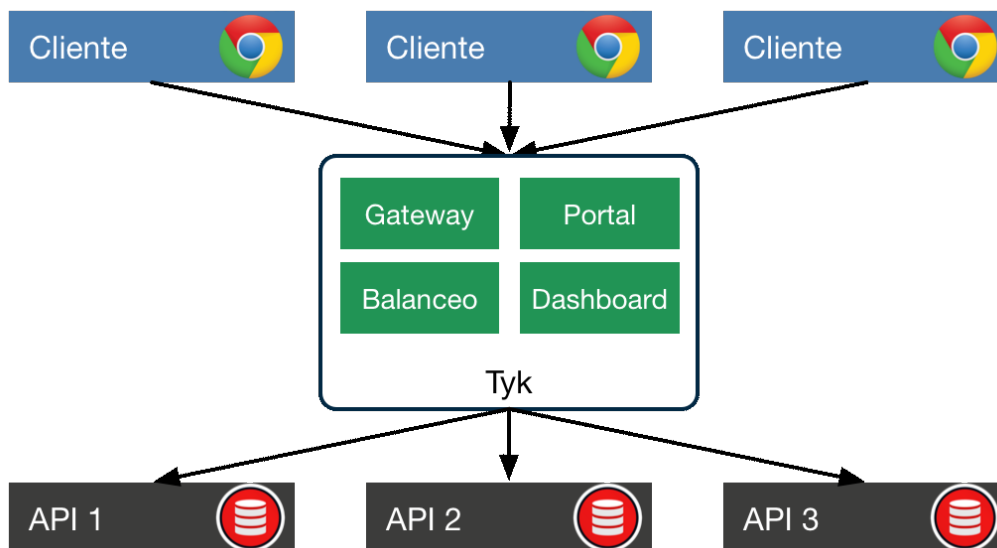 Cliente
Cliente
Cliente
Gateway
Portal
Balanceo
Dashboard
Tyk
API 1
API 2
API 3